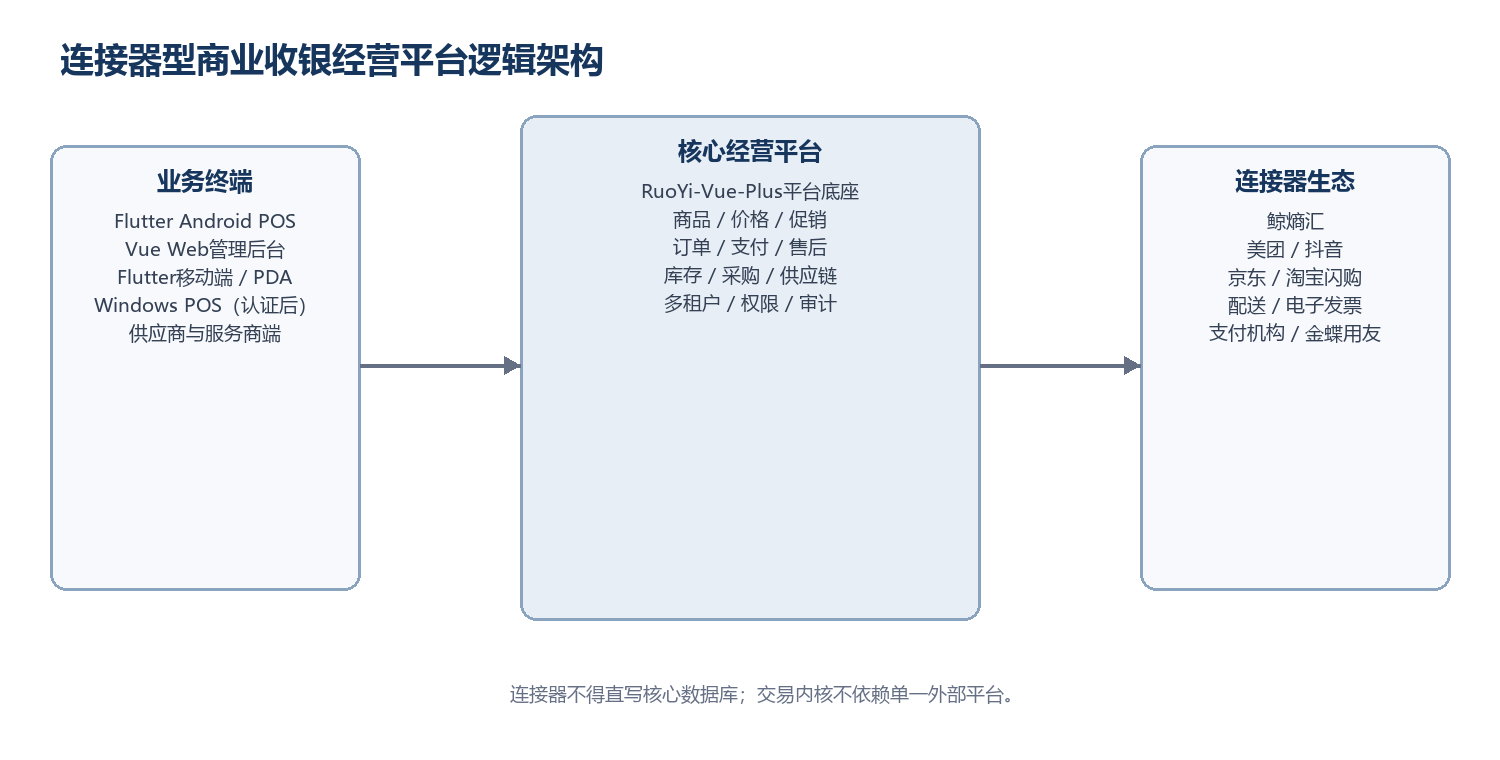 连接器型商业收银经营平台逻辑架构
业务终端
Flutter Android POS
Vue Web管理后台
Flutter移动端 / PDA
Windows POS（认证后）
供应商与服务商端
核心经营平台
RuoYi-Vue-Plus平台底座
商品 / 价格 / 促销
订单 / 支付 / 售后
库存 / 采购 / 供应链
多租户 / 权限 / 审计
连接器生态
鲸熵汇
美团 / 抖音
京东 / 淘宝闪购
配送 / 电子发票
支付机构 / 金蝶用友
连接器不得直写核心数据库；交易内核不依赖单一外部平台。